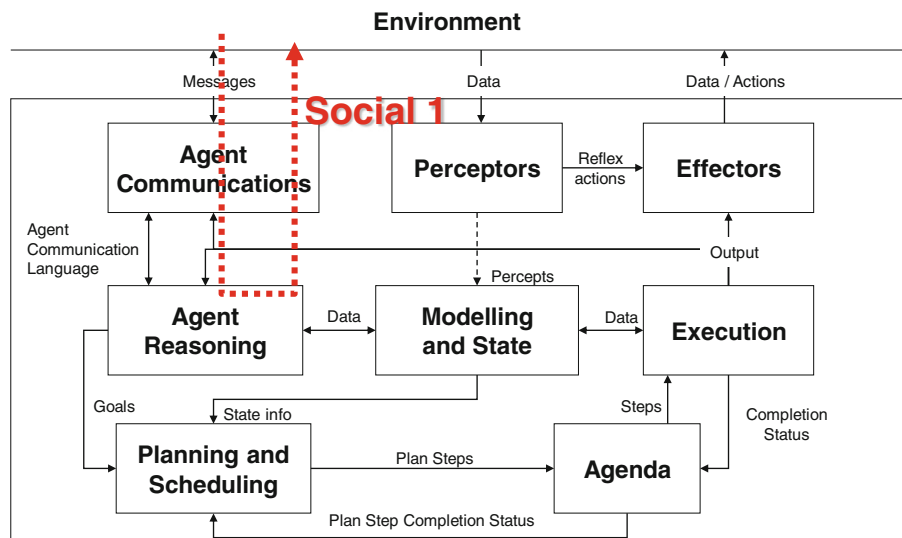 Environment
Messages
Data
Data / Actions
Social 1
Agent
Communications
Perceptors
Reflex
actions
Effectors
Agent
Communication
Language
Output
Percepts
Agent
Reasoning
Data
Modelling
and State
Data
Execution
Goals
State info
Steps
Completion
Status
Planning and
Scheduling
Plan Steps
Agenda
Plan Step Completion Status